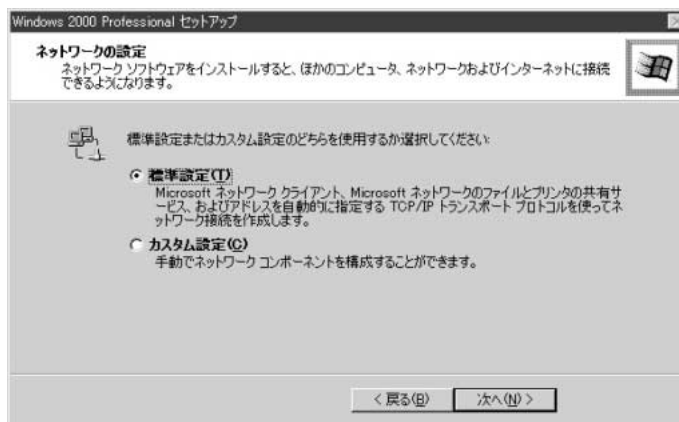 Windows 2000 Professional セットアップ
ネットワークの設定
ネットワーク ソフトウェアをインストールすると、ほかのコンピュータ、ネットワークおよびインターネットに接続
できるようになります。
標準設定またはカスタム設定のどちらを使用するか選択してください:
標準設定(T)
Microsoft ネットワーク クライアント、Microsoft ネットワークのファイルとプリンタの共有サ
ービス、およびアドレスを自動的に指定する TCP/IP トランスポート プロトコルを使ってネ
ットワーク接続を作成します。
カスタム設定(C)
手動でネットワーク コンポーネントを構成することができます。
< 戻る(B)
次へ(N) >